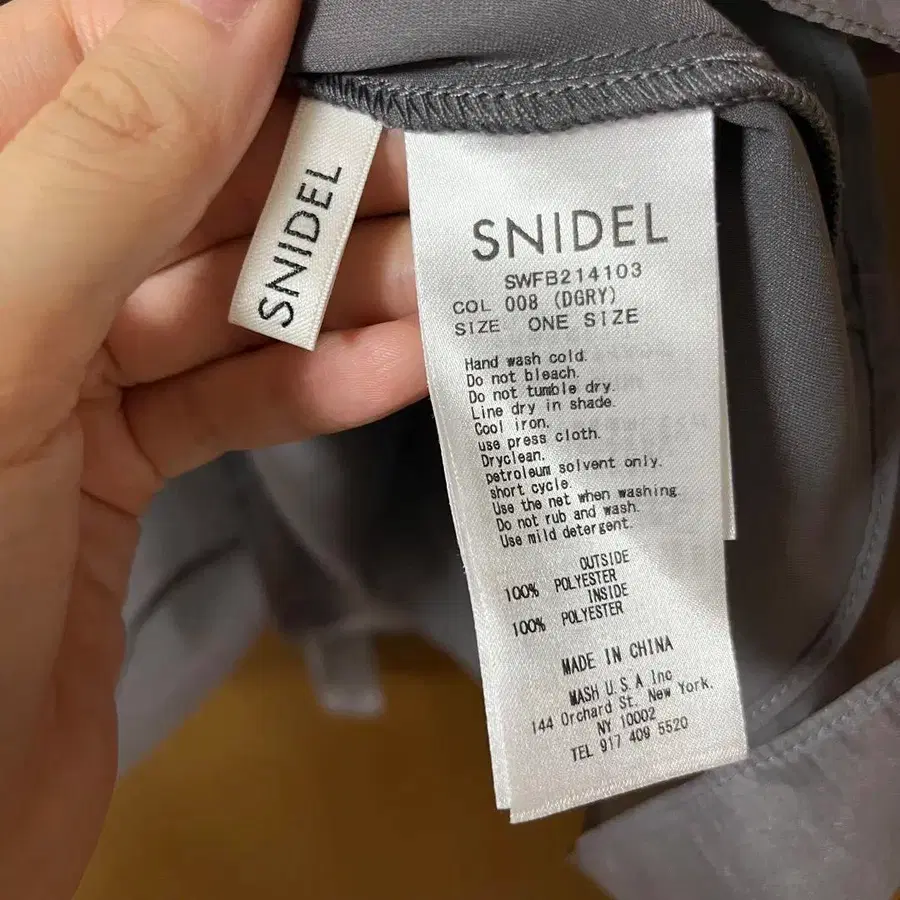 SNIDEL
SNIDEL
SWFB214103
COL 008 (DGRY)
SIZE ONE SIZE
Hand wash cold.
Do not bleach.
Do not tumble dry.
Line dry in shade.
Cool iron.
use press cloth.
Dryclean.
petroleum solvent only.
short cycle.
Use the net when washing.
Do not rub and wash.
Use mild detergent.
OUTSIDE
100% POLYESTER
INSIDE
100% POLYESTER
MADE IN CHINA
MASH U.S.A Inc
144 Orchard St. New York.
NY 10002
TEL 917 409 5520